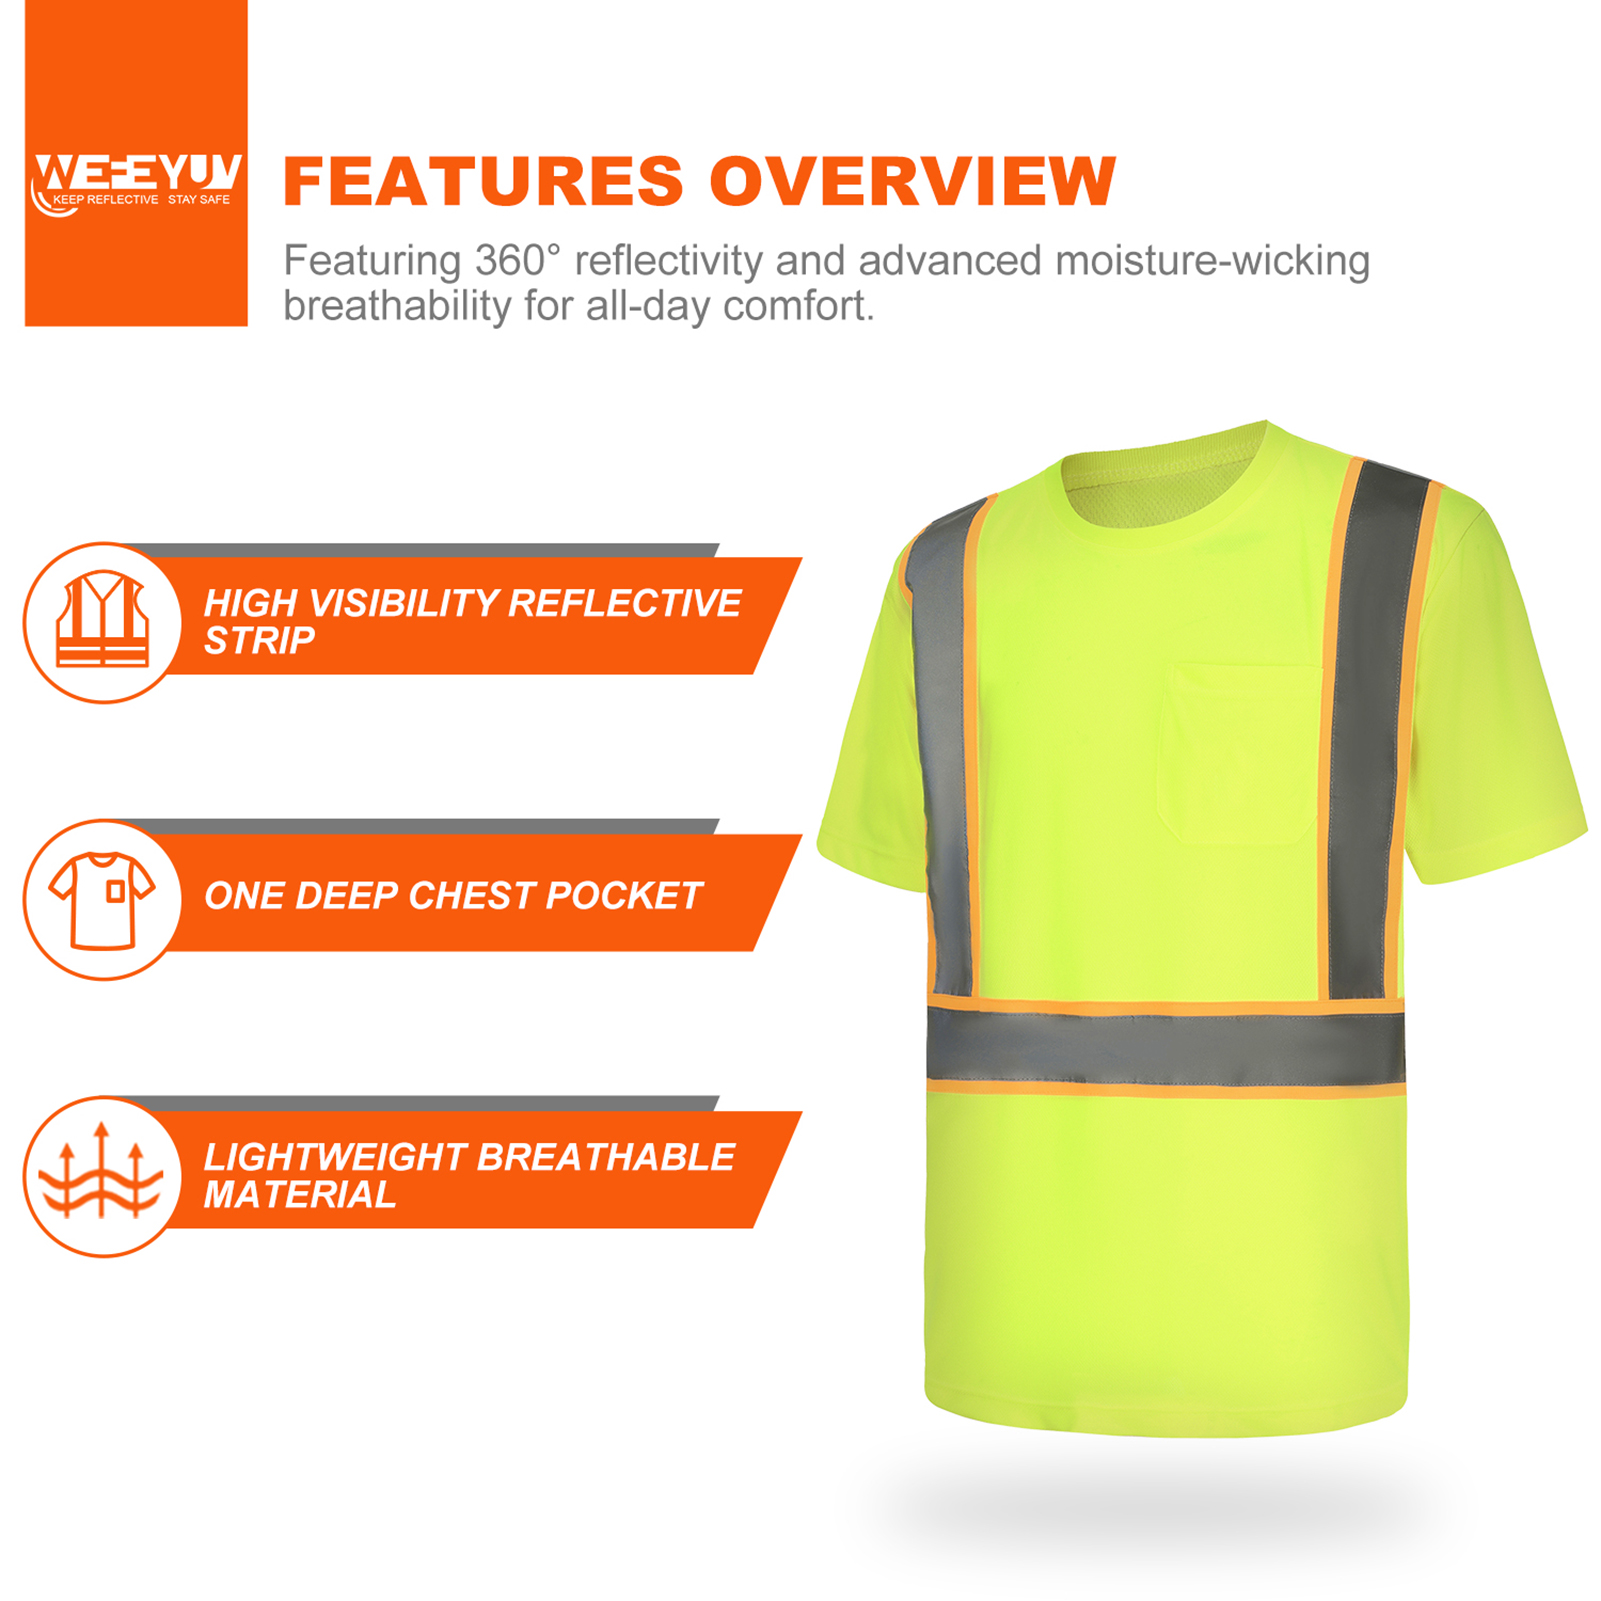 WEFEYUV
KEEP REFLECTIVE STAY SAFE
FEATURES OVERVIEW
Featuring 360° reflectivity and advanced moisture-wicking
breathability for all-day comfort.
HIGH VISIBILITY REFLECTIVE
STRIP
ONE DEEP CHEST POCKET
LIGHTWEIGHT BREATHABLE
MATERIAL